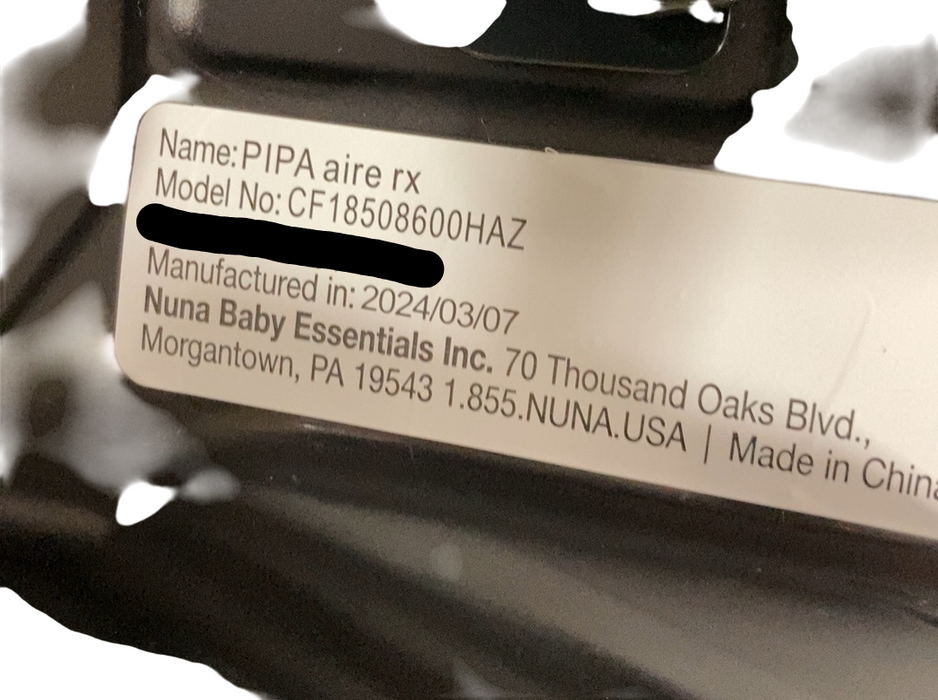 Name:PIPA aire rx
Model No: CF18508600HAZ
Manufactured in: 2024/03/07
Nuna Baby Essentials Inc. 70 Thousand Oaks Blvd.,
Morgantown, PA 19543 1.855.NUNA.USA | Made in China